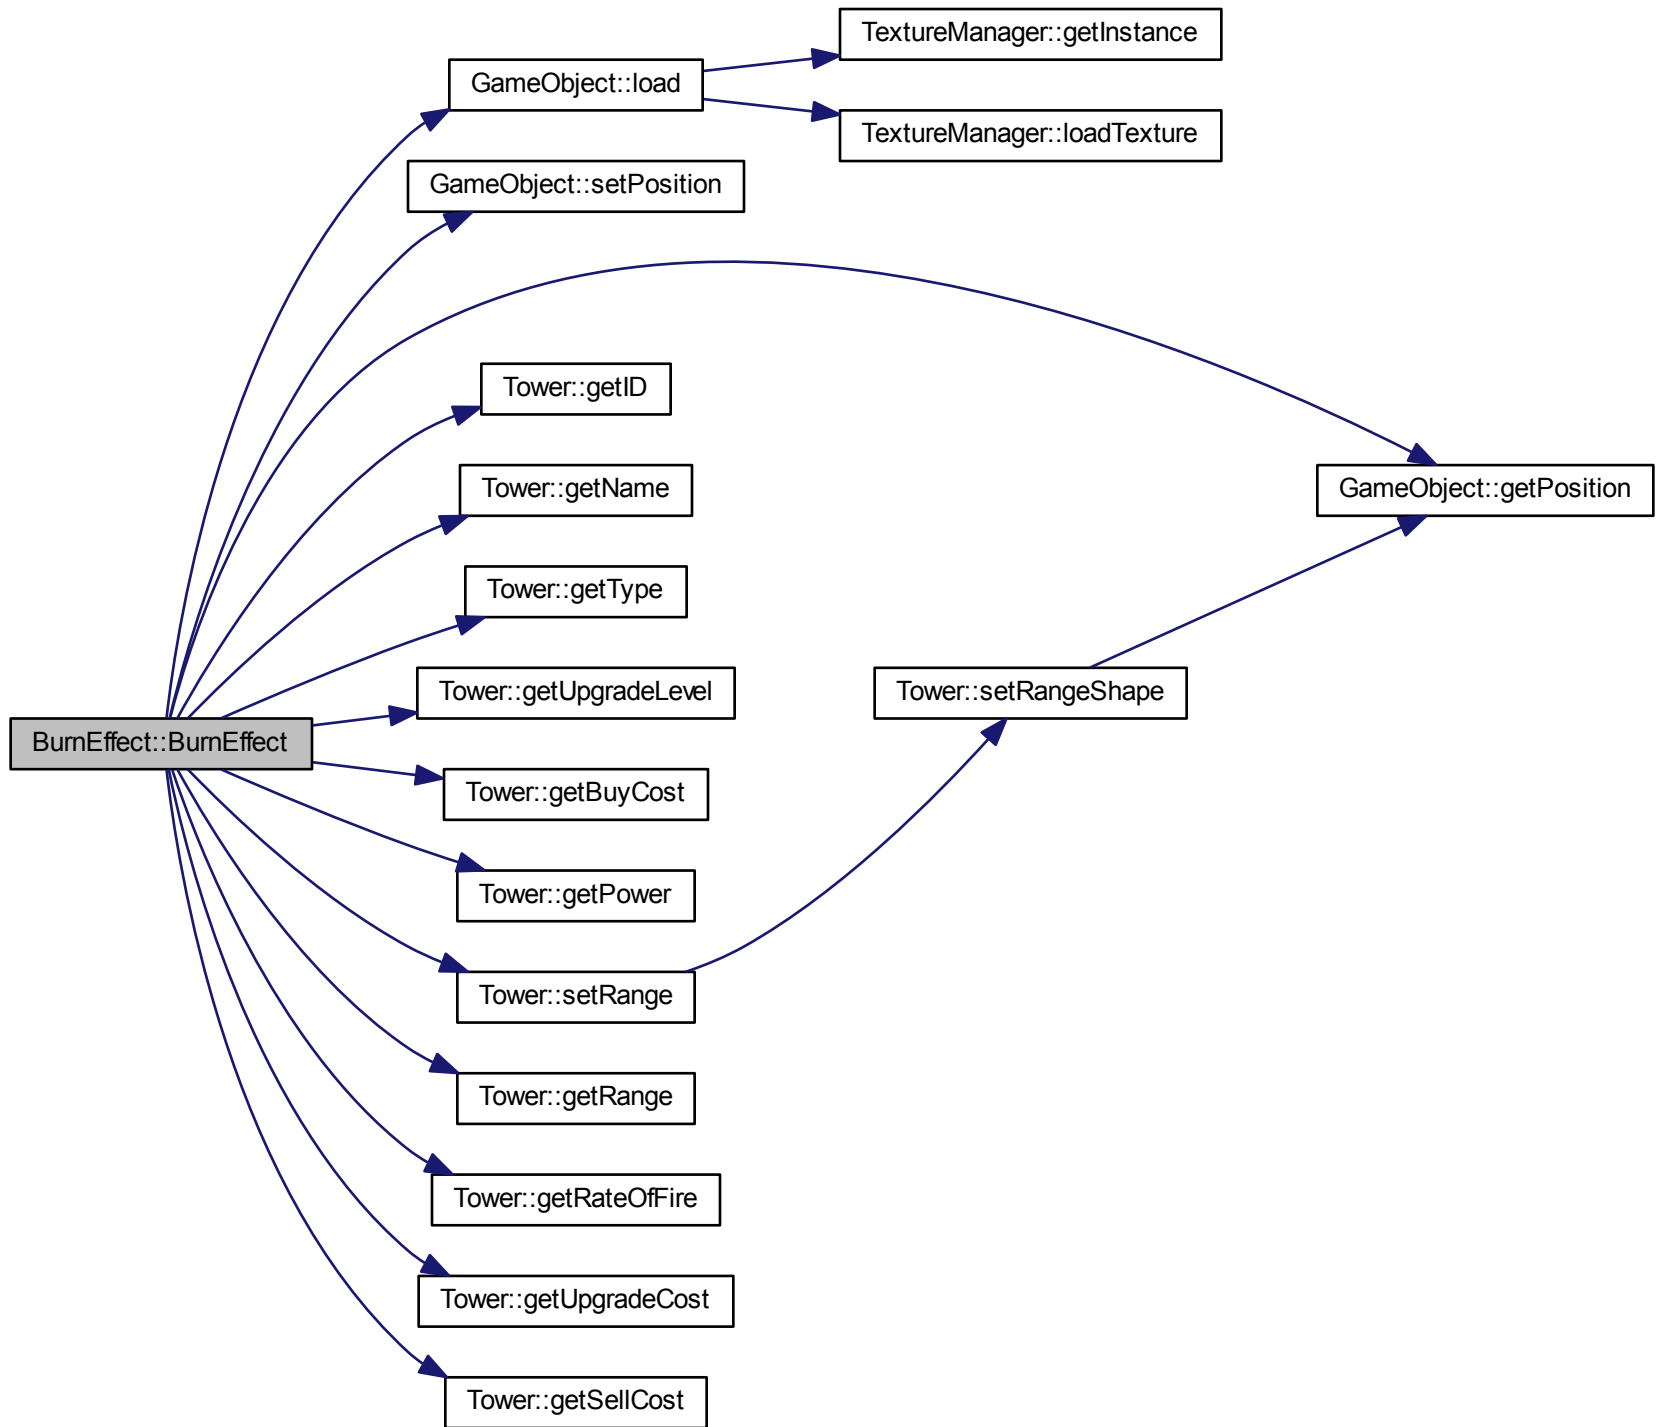 TextureManager::getInstance
GameObject::load
TextureManager::loadTexture
GameObject::setPosition
Tower::getID
Tower::getName
GameObject::getPosition
Tower::getType
Tower::getUpgradeLevel
Tower::setRangeShape
BurnEffect::BurnEffect
Tower::getBuyCost
Tower::getPower
Tower::setRange
Tower::getRange
Tower::getRateOfFire
Tower::getUpgradeCost
Tower::getSellCost